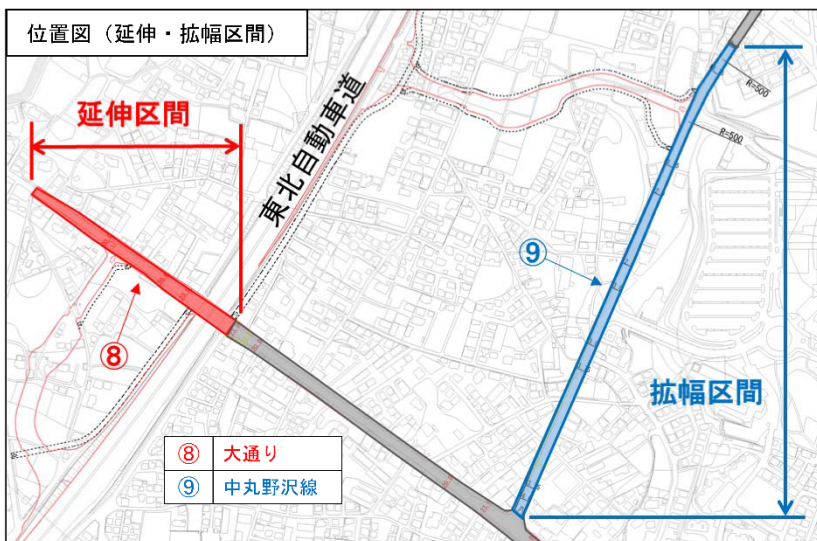 位置図(延伸・拡幅区間)
延伸区間
東北自動車道
R=500
R=500
⑨
⑧
拡幅区間
⑧ 大通り
⑨ 中丸野沢線